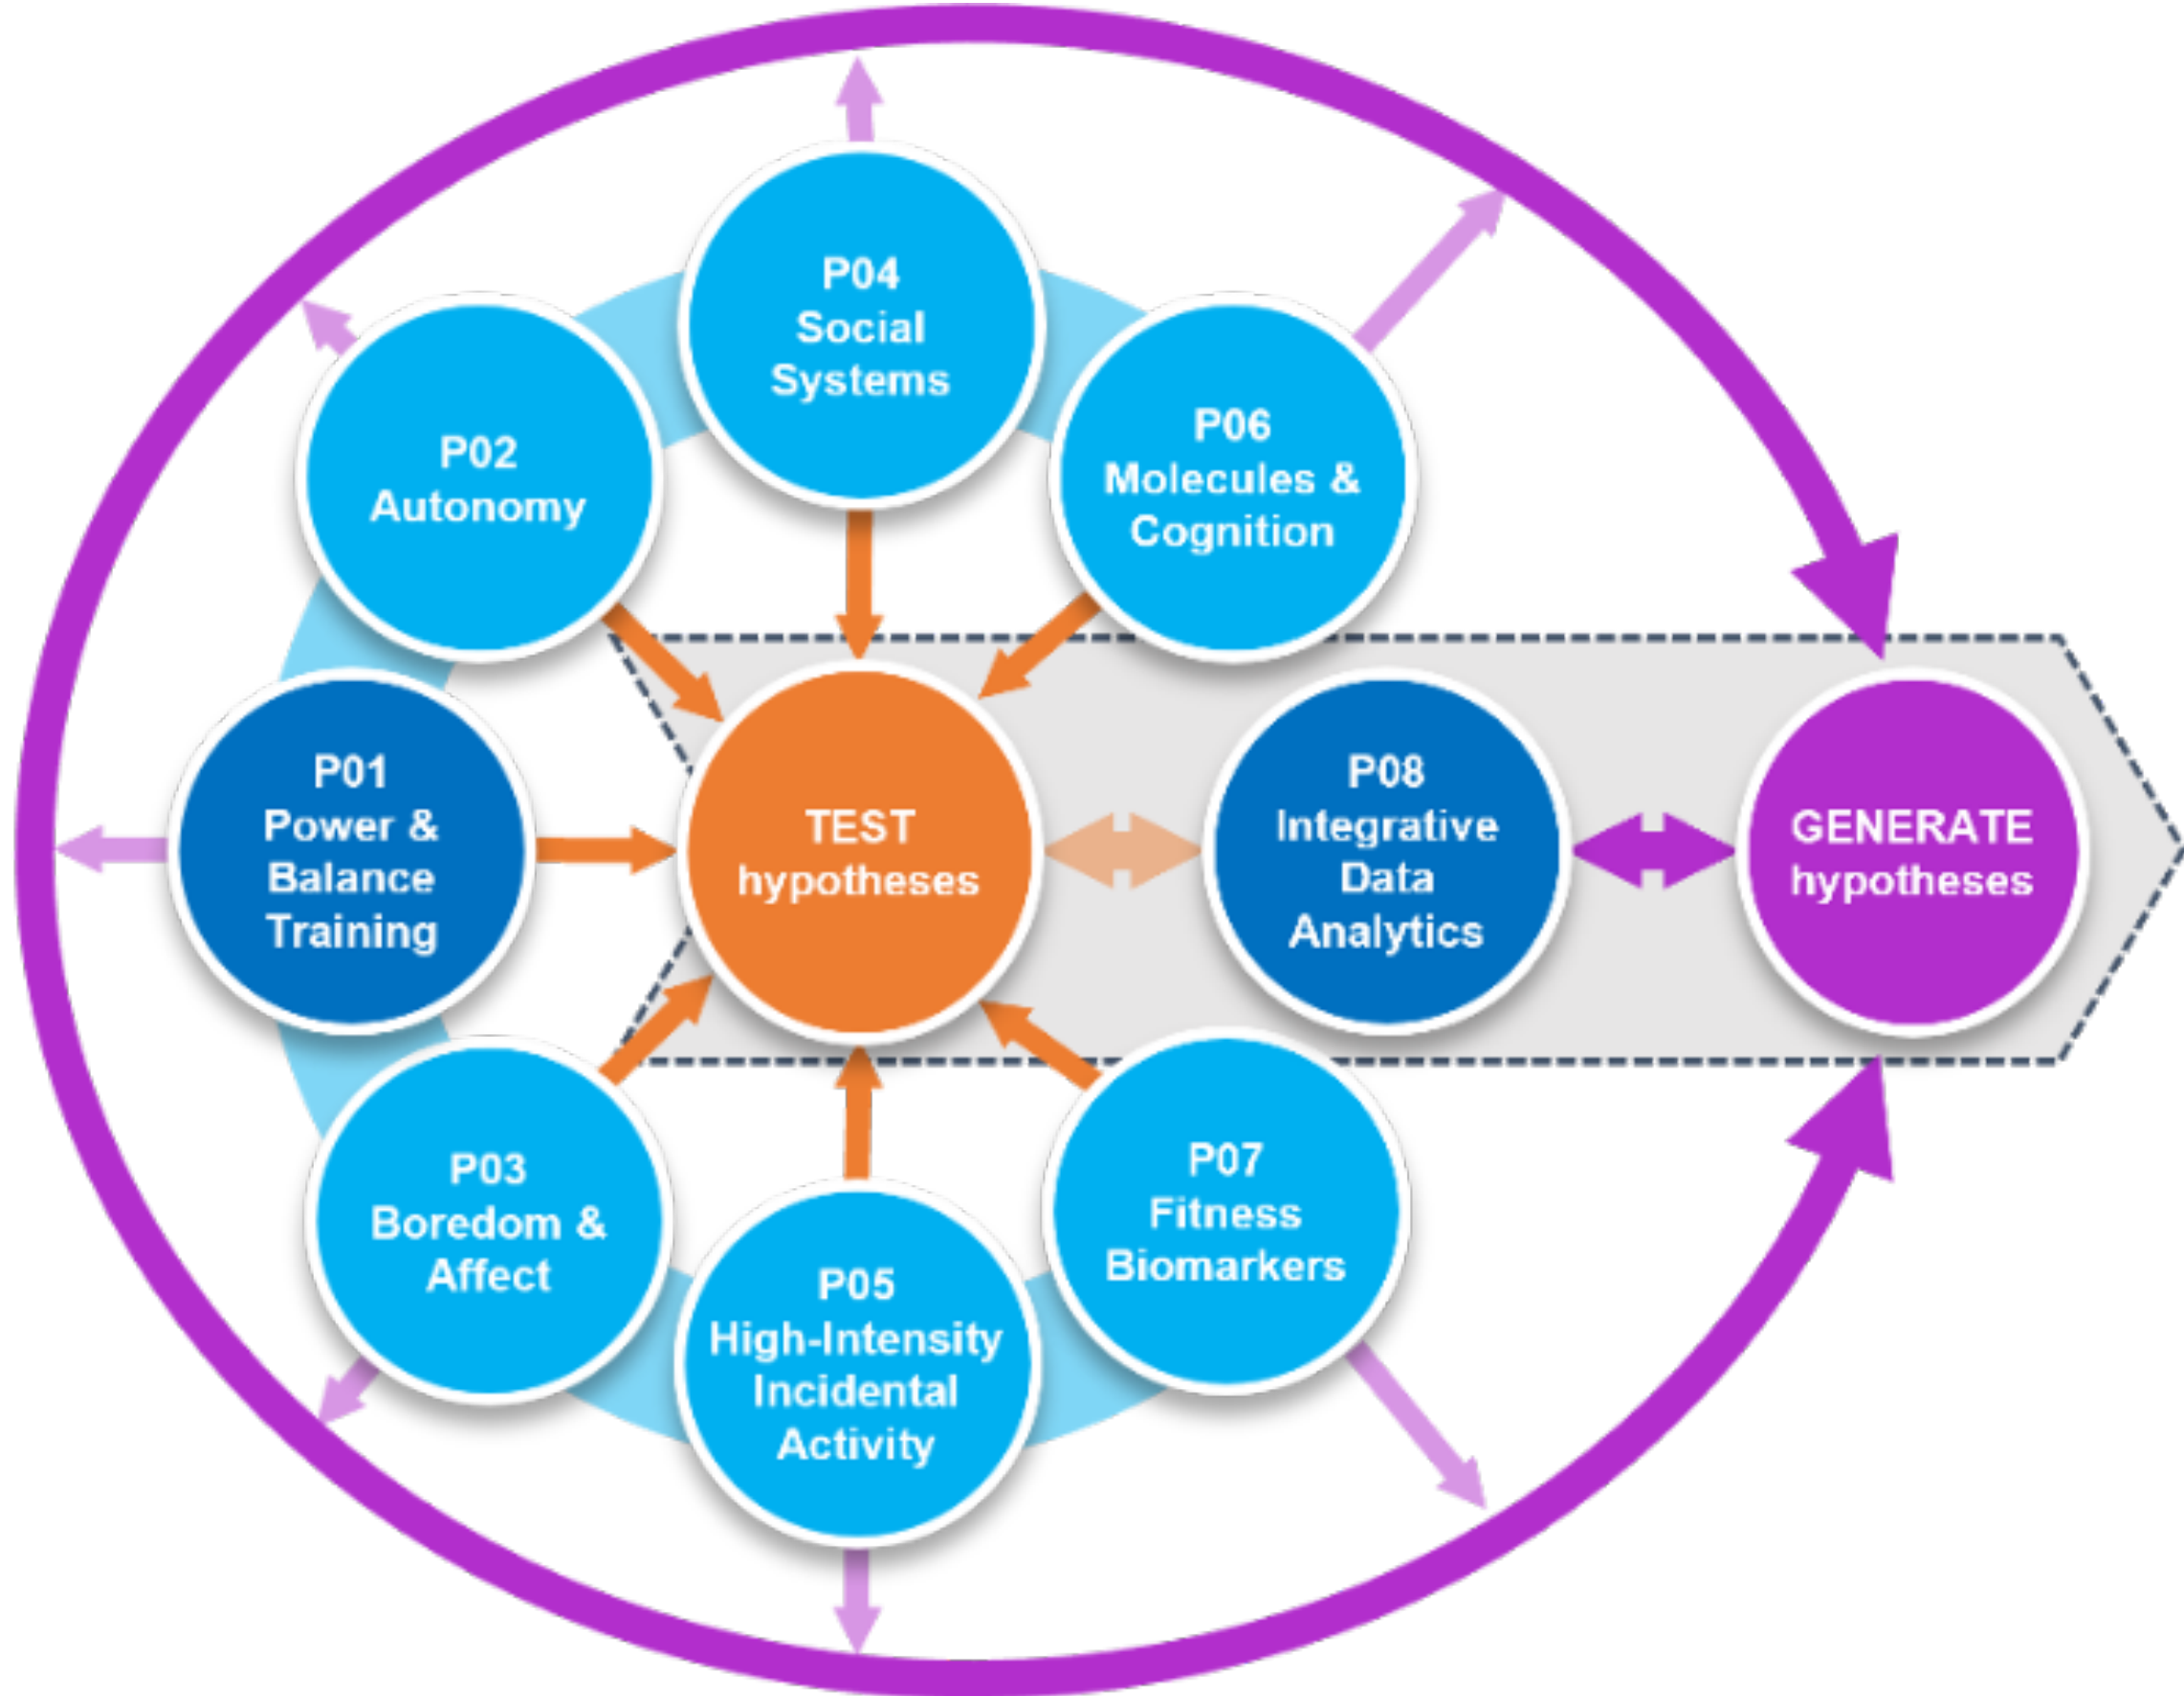 P04
Social
Systems
P02
Autonomy
P06
Molecules &
Cognition
P01
Power &
Balance
Training
TEST
hypotheses
P08
Integrative
Data
Analytics
GENERATE
hypotheses
P03
Boredom &
Affect
P05
High-Intensity
Incidental
Activity
P07
Fitness
Biomarkers